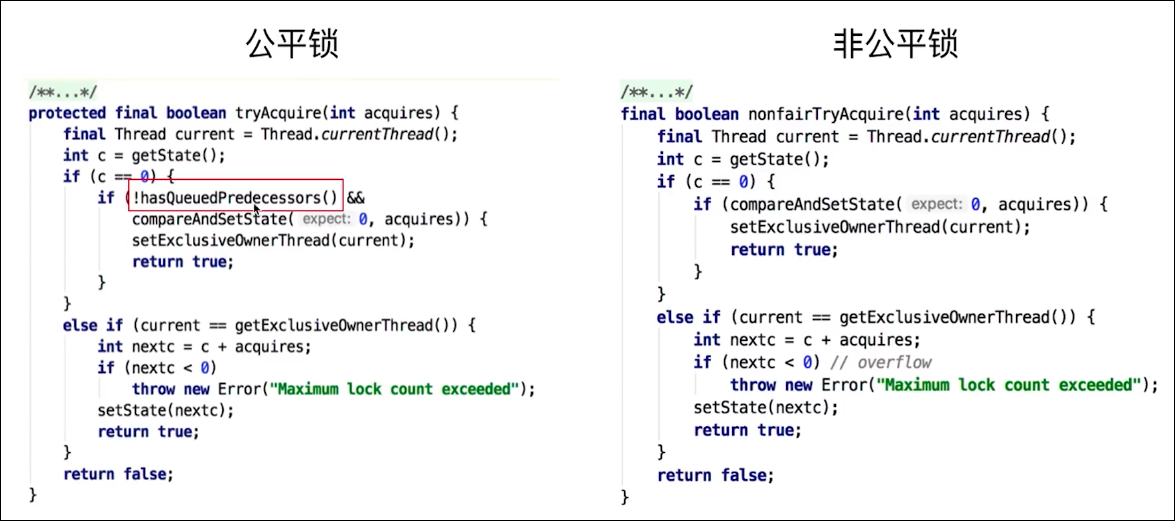 公平锁
/**...*/
protected final boolean tryAcquire(int acquires) {
    final Thread current = Thread.currentThread();
    int c = getState();
    if (c == 0) {
        if (!hasQueuedPredecessors() &&
            compareAndSetState( expect: 0, acquires)) {
            setExclusiveOwnerThread(current);
            return true;
        }
    }
    else if (current == getExclusiveOwnerThread()) {
        int nextc = c + acquires;
        if (nextc < 0)
            throw new Error("Maximum lock count exceeded");
        setState(nextc);
        return true;
    }
    return false;
}
非公平锁
/**...*/
final boolean nonfairTryAcquire(int acquires) {
    final Thread current = Thread.currentThread();
    int c = getState();
    if (c == 0) {
        if (compareAndSetState( expect: 0, acquires)) {
            setExclusiveOwnerThread(current);
            return true;
        }
    }
    else if (current == getExclusiveOwnerThread()) {
        int nextc = c + acquires;
        if (nextc < 0) // overflow
            throw new Error("Maximum lock count exceeded");
        setState(nextc);
        return true;
    }
    return false;
}